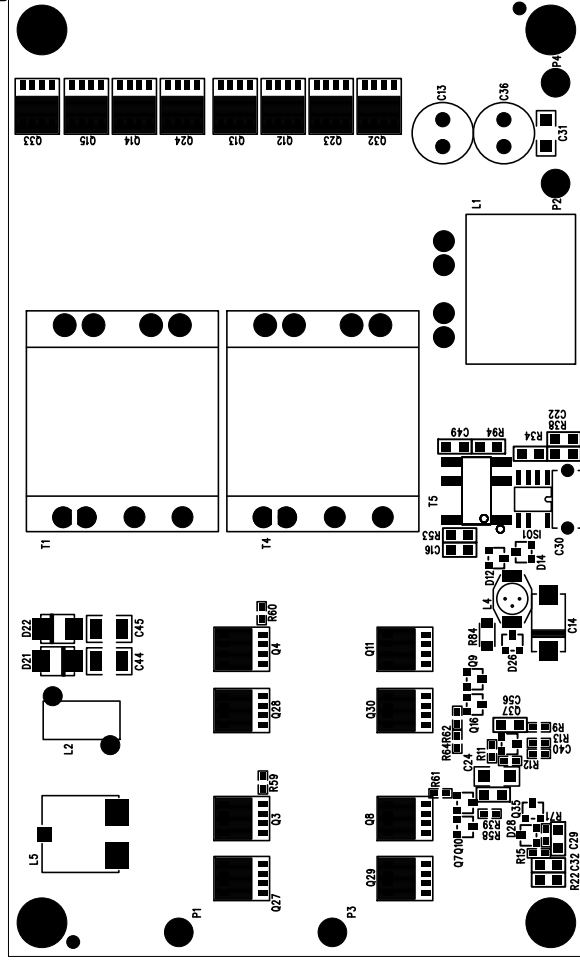 P4
C13
C36
C31
Q33
Q15
Q14
Q24
Q13
Q12
Q23
Q32
L1
P2
C22
R38
C49
R94
R34
T5
T1
T4
R53
C16
ISO1
C30
D12
D14
L4
C14
R60
D22
D21
C45
C44
R84
D26
Q4
Q11
Q9
Q28
Q30
Q16
L2
C56
Q37
R64
R62
R9
R13
C40
R11
R12
C24
R59
R61
Q3
Q8
Q7
Q10
R39
R58
Q35
D28
R71
R15
C29
L5
C32
R22
Q27
Q29
P1
P3